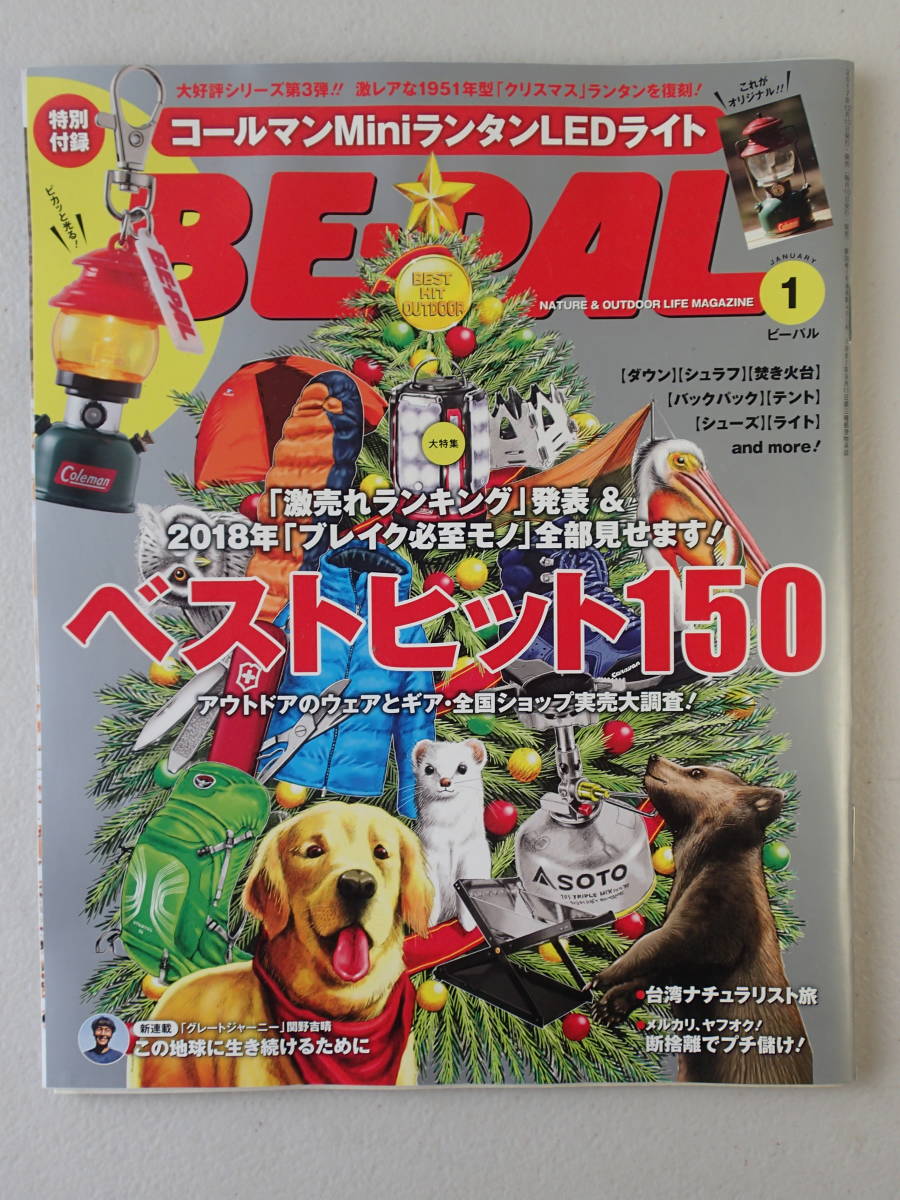 大好評シリーズ第3弾!! 激レアな1951年型「クリスマス」ランタンを復刻!
特別
付録
コールマンMiniランタンLEDライト
これが
オリジナル!!
Coleman
ピカッと光る!
BE-PAL
BE-PAL
BEST
HIT
OUTDOOR
NATURE & OUTDOOR LIFE MAGAZINE
JANUARY
1
ビーパル
【ダウン】【シュラフ】【焚き火台】
【バックパック】【テント】
【シューズ】【ライト】
and more!
大特集
Coleman
「激売れランキング」発表 &
2018年「ブレイク必至モノ」全部見せます!
ベストヒット150
アウトドアのウェアとギア・全国ショップ実売大調査!
SOTO
台湾ナチュラリスト旅
メルカリ、ヤフオク!
断捨離でプチ儲け!
新連載
「グレートジャーニー」関野吉晴
この地球に生き続けるために